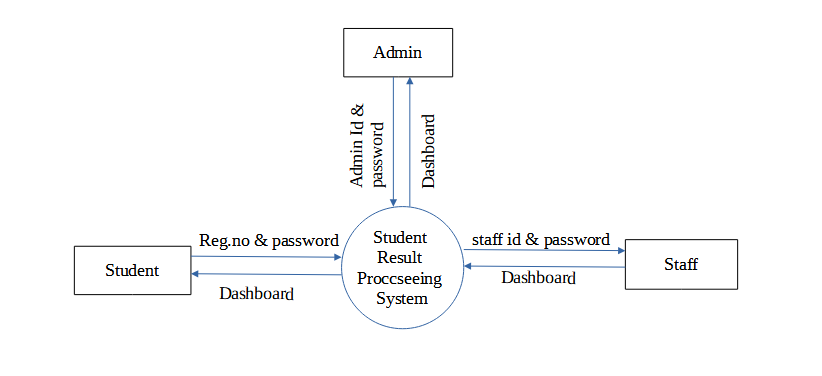 Admin
Admin Id &
password
Dashboard
Reg.no & password
Student
Result
Proccseeing
System
staff id & password
Student
Dashboard
Dashboard
Staff